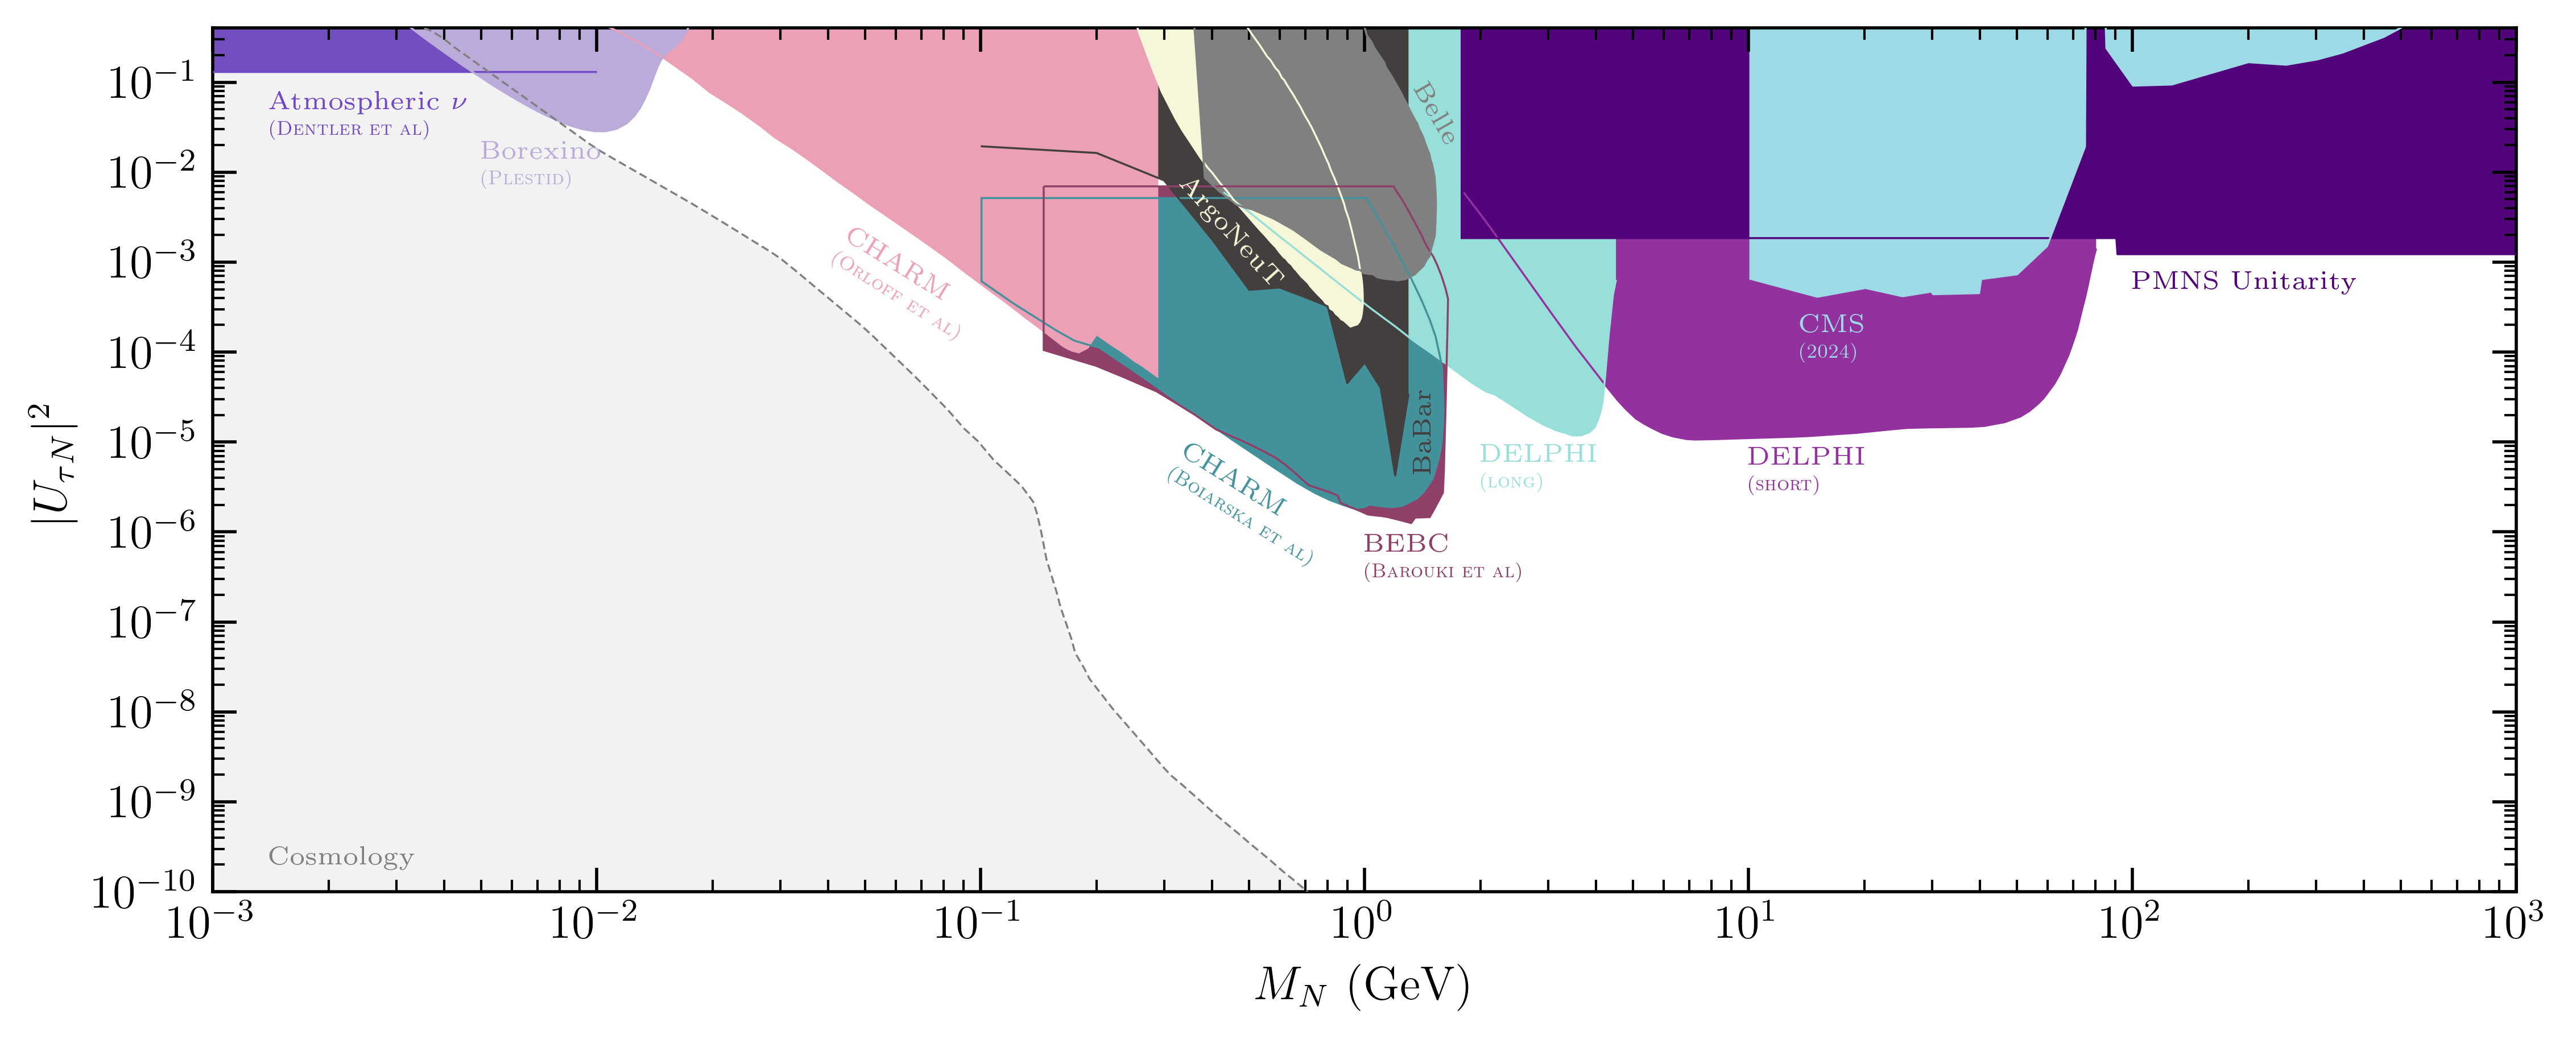 |U_{τN}|^2
10^{-1}
10^{-2}
10^{-3}
10^{-4}
10^{-5}
10^{-6}
10^{-7}
10^{-8}
10^{-9}
10^{-10}
Atmospheric ν
(Dentler et al)
Borexino
(Plestid)
CHARM
(Orloff et al)
ArgoNeuT
Belle
BaBar
CHARM
(Boiarska et al)
BEBC
(Barouki et al)
DELPHI
(long)
DELPHI
(short)
CMS
(2024)
PMNS Unitarity
Cosmology
10^{-3}
10^{-2}
10^{-1}
10^{0}
10^{1}
10^{2}
10^{3}
M_N (GeV)